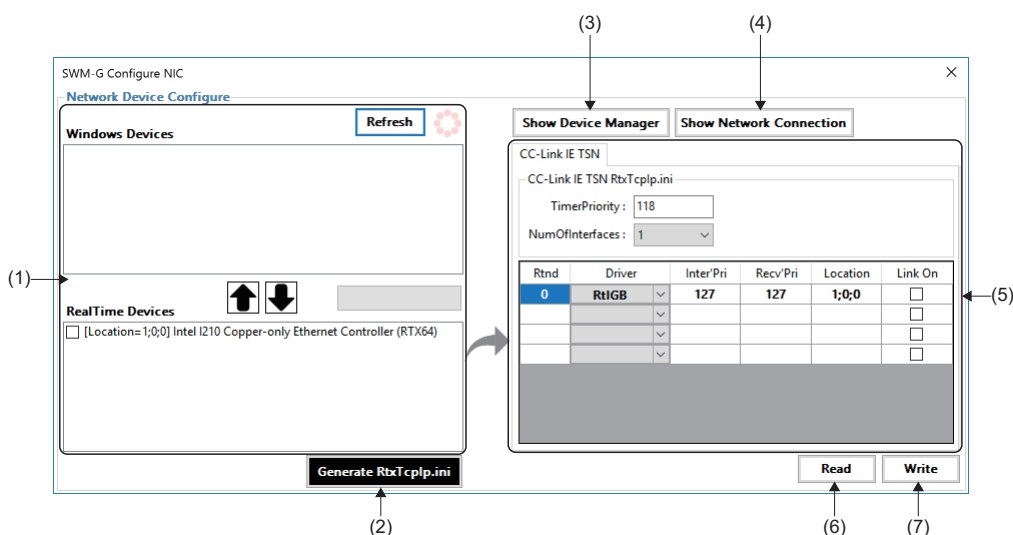 (3)
(4)
SWM-G Configure NIC
Network Device Configure
Refresh
Windows Devices
(1)
RealTime Devices
[Location=1;0;0] Intel I210 Copper-only Ethernet Controller (RTX64)
Generate RtxTcpIp.ini
(2)
Show Device Manager
Show Network Connection
CC-Link IE TSN
CC-Link IE TSN RtxTcpIp.ini
TimerPriority : 118
NumOfInterfaces : 1
Rtnd Driver Inter'Pri Recv'Pri Location Link On
0 RtIGB 127 127 1;0;0
(5)
Read
Write
(6)
(7)